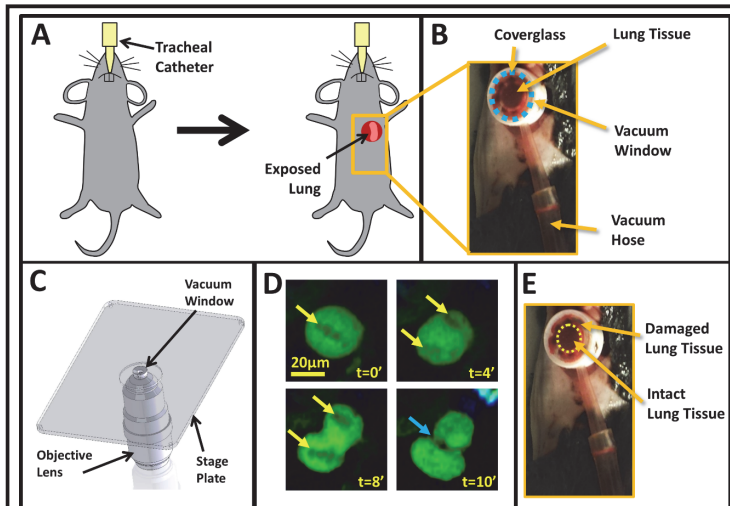 A
Tracheal
Catheter
Exposed
Lung
B
Coverglass
Lung Tissue
Vacuum
Window
Vacuum
Hose
C
Vacuum
Window
Objective
Lens
Stage
Plate
D
20μm
t=0’
t=4’
t=8’
t=10’
E
Damaged
Lung Tissue
Intact
Lung Tissue